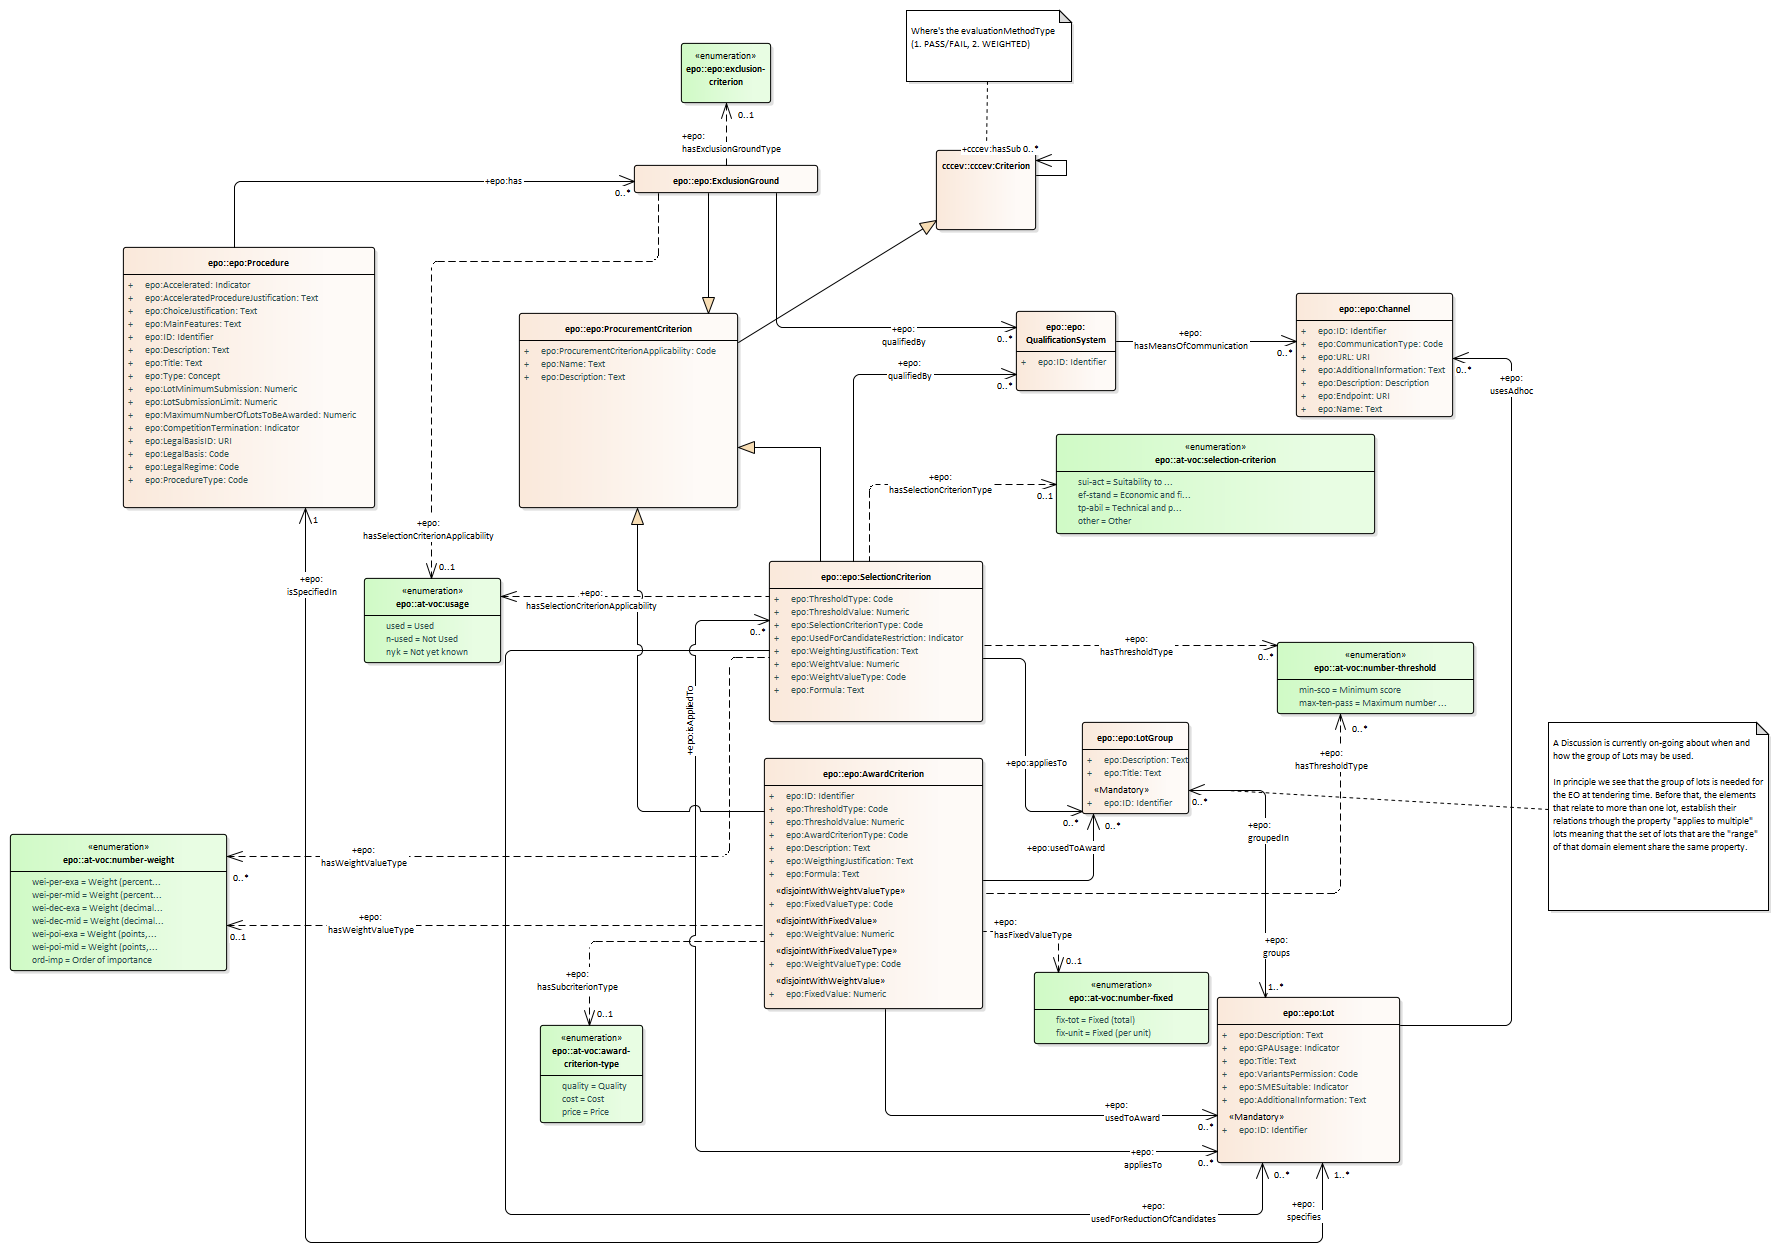 Where's the evaluationMethodType
(1. PASS/FAIL, 2. WEIGHTED)
«enumeration»
epo::epo:exclusion-
criterion
0..1
+epo:
hasExclusionGroundType
+cccev:hasSub 0..*
cccev::cccev:Criterion
+epo:has
0..*
epo::epo:ExclusionGround
epo::epo:Procedure
+ epo:Accelerated: Indicator
+ epo:AcceleratedProcedureJustification: Text
+ epo:ChoiceJustification: Text
+ epo:MainFeatures: Text
+ epo:ID: Identifier
+ epo:Description: Text
+ epo:Title: Text
+ epo:Type: Concept
+ epo:LotMinimumSubmission: Numeric
+ epo:LotSubmissionLimit: Numeric
+ epo:MaximumNumberOfLotsToBeAwarded: Numeric
+ epo:CompetitionTermination: Indicator
+ epo:LegalBasisID: URI
+ epo:LegalBasis: Code
+ epo:LegalRegime: Code
+ epo:ProcedureType: Code
epo::epo:ProcurementCriterion
+ epo:ProcurementCriterionApplicability: Code
+ epo:Name: Text
+ epo:Description: Text
+epo:
qualifiedBy
0..*
+epo:
qualifiedBy
0..*
epo::epo:
QualificationSystem
+ epo:ID: Identifier
+epo:
hasMeansOfCommunication
0..*
epo::epo:Channel
+ epo:ID: Identifier
+ epo:CommunicationType: Code
+ epo:URL: URI
+ epo:AdditionalInformation: Text
+ epo:Description: Description
+ epo:Endpoint: URI
+ epo:Name: Text
0..*
+epo:
usesAdhoc
«enumeration»
epo::at-voc:selection-criterion
sui-act = Suitability to ...
ef-stand = Economic and fi...
tp-abil = Technical and p...
other = Other
+epo:
hasSelectionCriterionType
0..1
1
+epo:
isSpecifiedIn
+epo:
hasSelectionCriterionApplicability
0..1
«enumeration»
epo::at-voc:usage
used = Used
n-used = Not Used
nyk = Not yet known
+epo:
hasSelectionCriterionApplicability
epo::epo:SelectionCriterion
+ epo:ThresholdType: Code
+ epo:ThresholdValue: Numeric
+ epo:SelectionCriterionType: Code
+ epo:UsedForCandidateRestriction: Indicator
+ epo:WeightingJustification: Text
+ epo:WeightValue: Numeric
+ epo:WeightValueType: Code
+ epo:Formula: Text
0..*
+epo:isAppliedTo
+epo:
hasThresholdType
0..*
«enumeration»
epo::at-voc:number-threshold
min-sco = Minimum score
max-ten-pass = Maximum number ...
0..*
+epo:
hasThresholdType
+epo:appliesTo
0..*
epo::epo:LotGroup
+ epo:Description: Text
+ epo:Title: Text
«Mandatory»
+ epo:ID: Identifier
0..*
0..*
+epo:usedToAward
+epo:
groupedIn
+epo:
groups
1..*
A Discussion is currently on-going about when and
how the group of Lots may be used.
In principle we see that the group of lots is needed for
the EO at tendering time. Before that, the elements
that relate to more than one lot, establish their
relations trhough the property "applies to multiple"
lots meaning that the set of lots that are the "range"
of that domain element share the same property.
epo::epo:AwardCriterion
+ epo:ID: Identifier
+ epo:ThresholdType: Code
+ epo:ThresholdValue: Numeric
+ epo:AwardCriterionType: Code
+ epo:Description: Text
+ epo:WeigthingJustification: Text
+ epo:Formula: Text
«disjointWithWeightValueType»
+ epo:FixedValueType: Code
«disjointWithFixedValue»
+ epo:WeightValue: Numeric
«disjointWithFixedValueType»
+ epo:WeightValueType: Code
«disjointWithWeightValue»
+ epo:FixedValue: Numeric
«enumeration»
epo::at-voc:number-weight
wei-per-exa = Weight (percent...
wei-per-mid = Weight (percent...
wei-dec-exa = Weight (decimal...
wei-dec-mid = Weight (decimal...
wei-poi-exa = Weight (points,...
wei-poi-mid = Weight (points,...
ord-imp = Order of importance
+epo:
hasWeightValueType
0..*
+epo:
hasWeightValueType
0..1
+epo:
hasSubcriterionType
0..1
«enumeration»
epo::at-voc:award-
criterion-type
quality = Quality
cost = Cost
price = Price
+epo:
hasFixedValueType
0..1
«enumeration»
epo::at-voc:number-fixed
fix-tot = Fixed (total)
fix-unit = Fixed (per unit)
epo::epo:Lot
+ epo:Description: Text
+ epo:GPAUsage: Indicator
+ epo:Title: Text
+ epo:VariantsPermission: Code
+ epo:SMESuitable: Indicator
+ epo:AdditionalInformation: Text
«Mandatory»
+ epo:ID: Identifier
+epo:
usedToAward
0..*
+epo:
appliesTo
0..*
0..*
1..*
+epo:
usedForReductionOfCandidates
+epo:
specifies